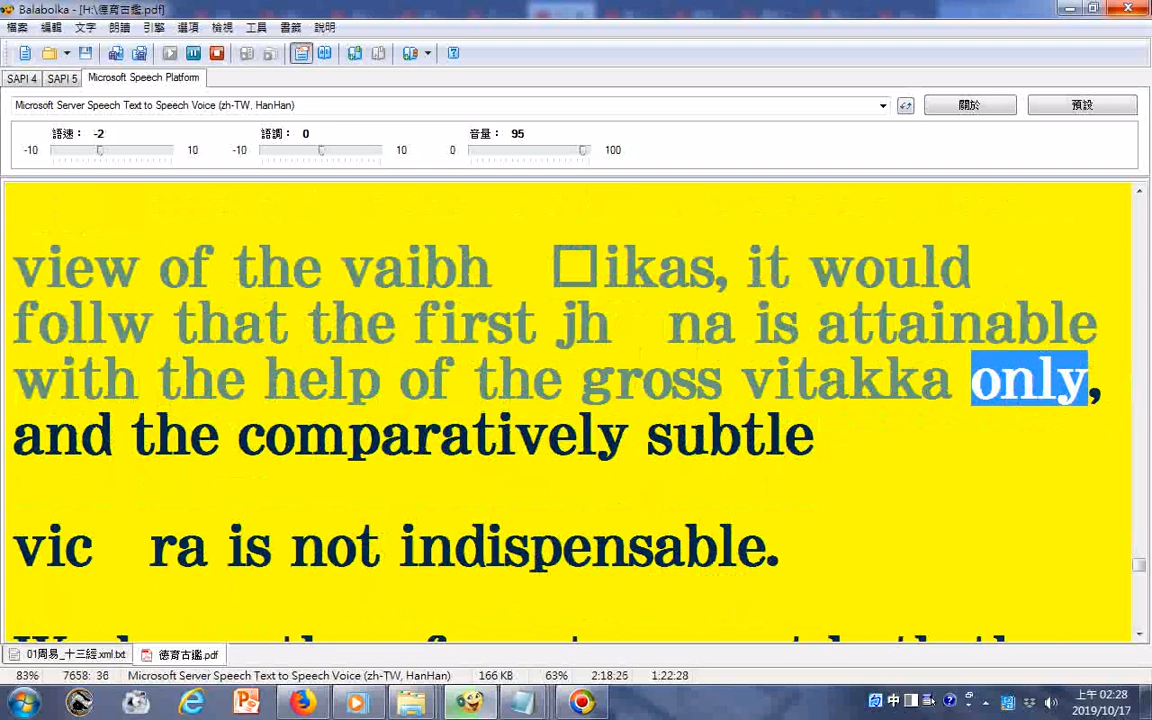 Balabolka - [H:\德育古鑑.pdf]
檔案 編輯 文字 朗讀 引擎 選項 檢視 工具 書籤 說明
SAPI 4 SAPI 5 Microsoft Speech Platform
Microsoft Server Speech Text to Speech Voice (zh-TW, HanHan) 關於 預設
語速： -2 語調： 0 音量： 95
-10 10 -10 10 0 100
view of the vaibh □ikas, it would
follw that the first jh na is attainable
with the help of the gross vitakka only,
and the comparatively subtle
vic ra is not indispensable.
01周易_十三經.xml.txt 德育古鑑.pdf
83% 7658: 36 Microsoft Server Speech Text to Speech Voice (zh-TW, HanHan) 166 KB 63% 2:18:25 1:22:28
中 上午 02:28
2019/10/17